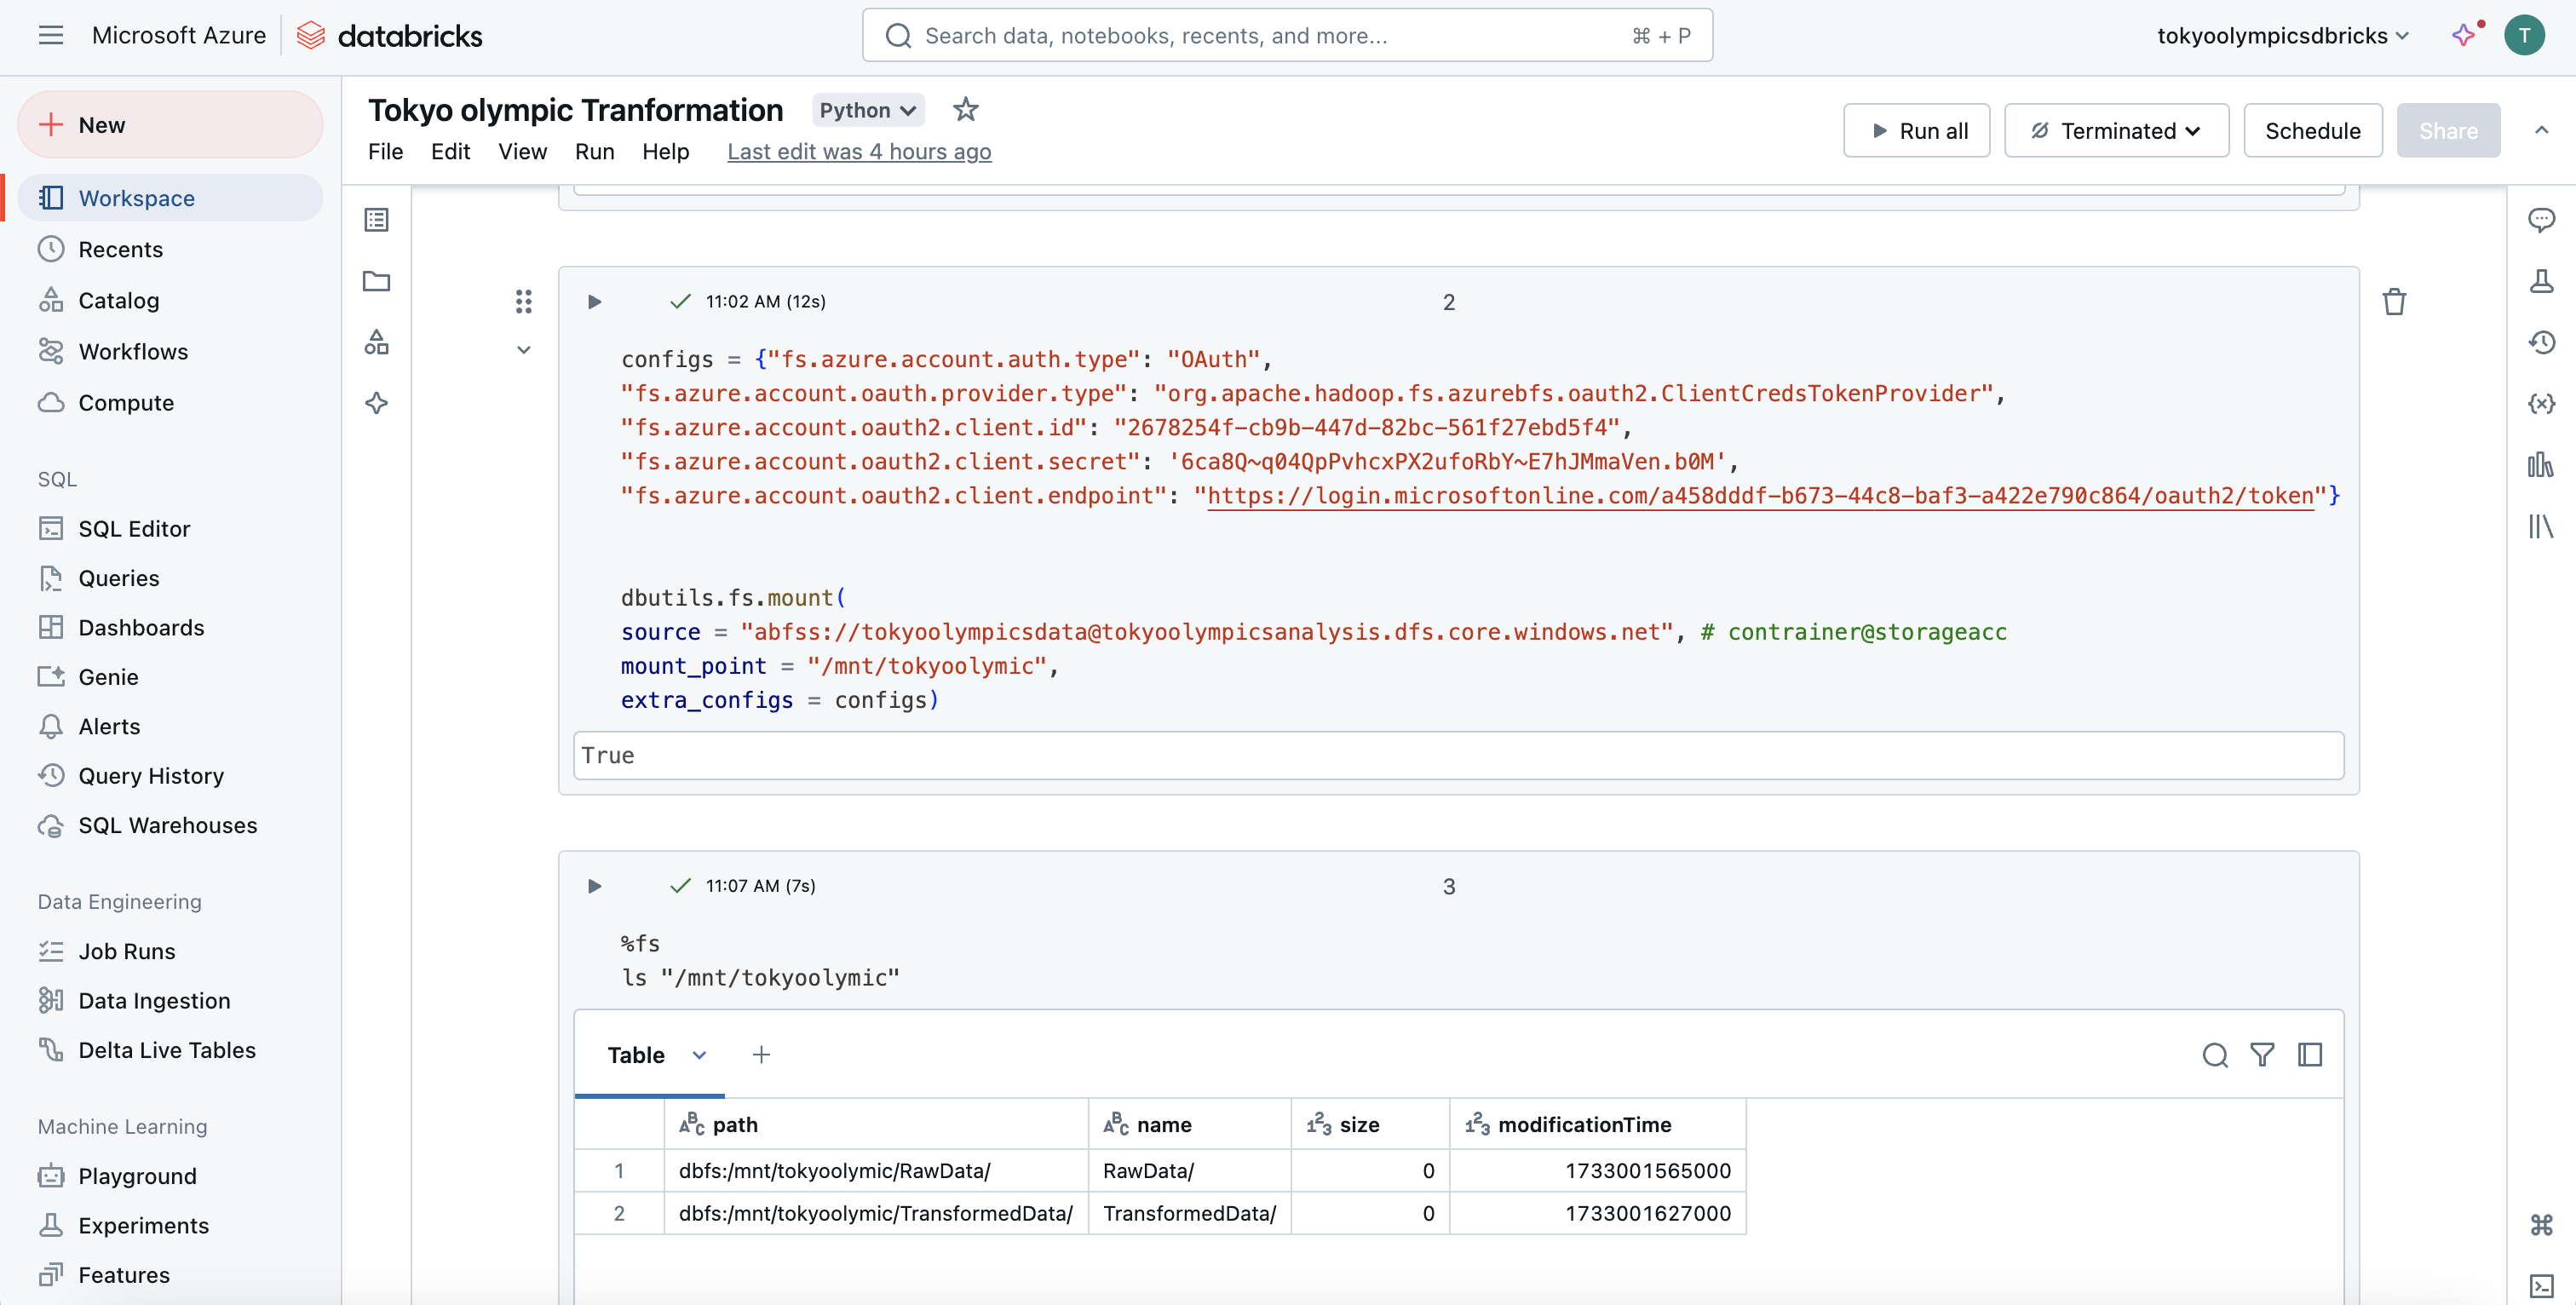 Microsoft Azure databricks
Search data, notebooks, recents, and more...
⌘ + P
tokyoolympicsdbricks
T
New
Workspace
Recents
Catalog
Workflows
Compute
SQL
SQL Editor
Queries
Dashboards
Genie
Alerts
Query History
SQL Warehouses
Data Engineering
Job Runs
Data Ingestion
Delta Live Tables
Machine Learning
Playground
Experiments
Features
Tokyo olympic Tranformation
Python
File Edit View Run Help Last edit was 4 hours ago
Run all
Terminated
Schedule
Share
11:02 AM (12s)
2
configs = {"fs.azure.account.auth.type": "OAuth",
"fs.azure.account.oauth.provider.type": "org.apache.hadoop.fs.azurebfs.oauth2.ClientCredsTokenProvider",
"fs.azure.account.oauth2.client.id": "2678254f-cb9b-447d-82bc-561f27ebd5f4",
"fs.azure.account.oauth2.client.secret": '6ca8Q~q04QpPvhcxPX2ufoRbY~E7hJMmaVen.b0M',
"fs.azure.account.oauth2.client.endpoint": "https://login.microsoftonline.com/a458dddf-b673-44c8-baf3-a422e790c864/oauth2/token"}
dbutils.fs.mount(
source = "abfss://tokyoolympicsdata@tokyoolympicsanalysis.dfs.core.windows.net", # contrainer@storageacc
mount_point = "/mnt/tokyoolymic",
extra_configs = configs)
True
11:07 AM (7s)
3
%fs
ls "/mnt/tokyoolymic"
Table
path name size modificationTime
1 dbfs:/mnt/tokyoolymic/RawData/ RawData/ 0 1733001565000
2 dbfs:/mnt/tokyoolymic/TransformedData/ TransformedData/ 0 1733001627000